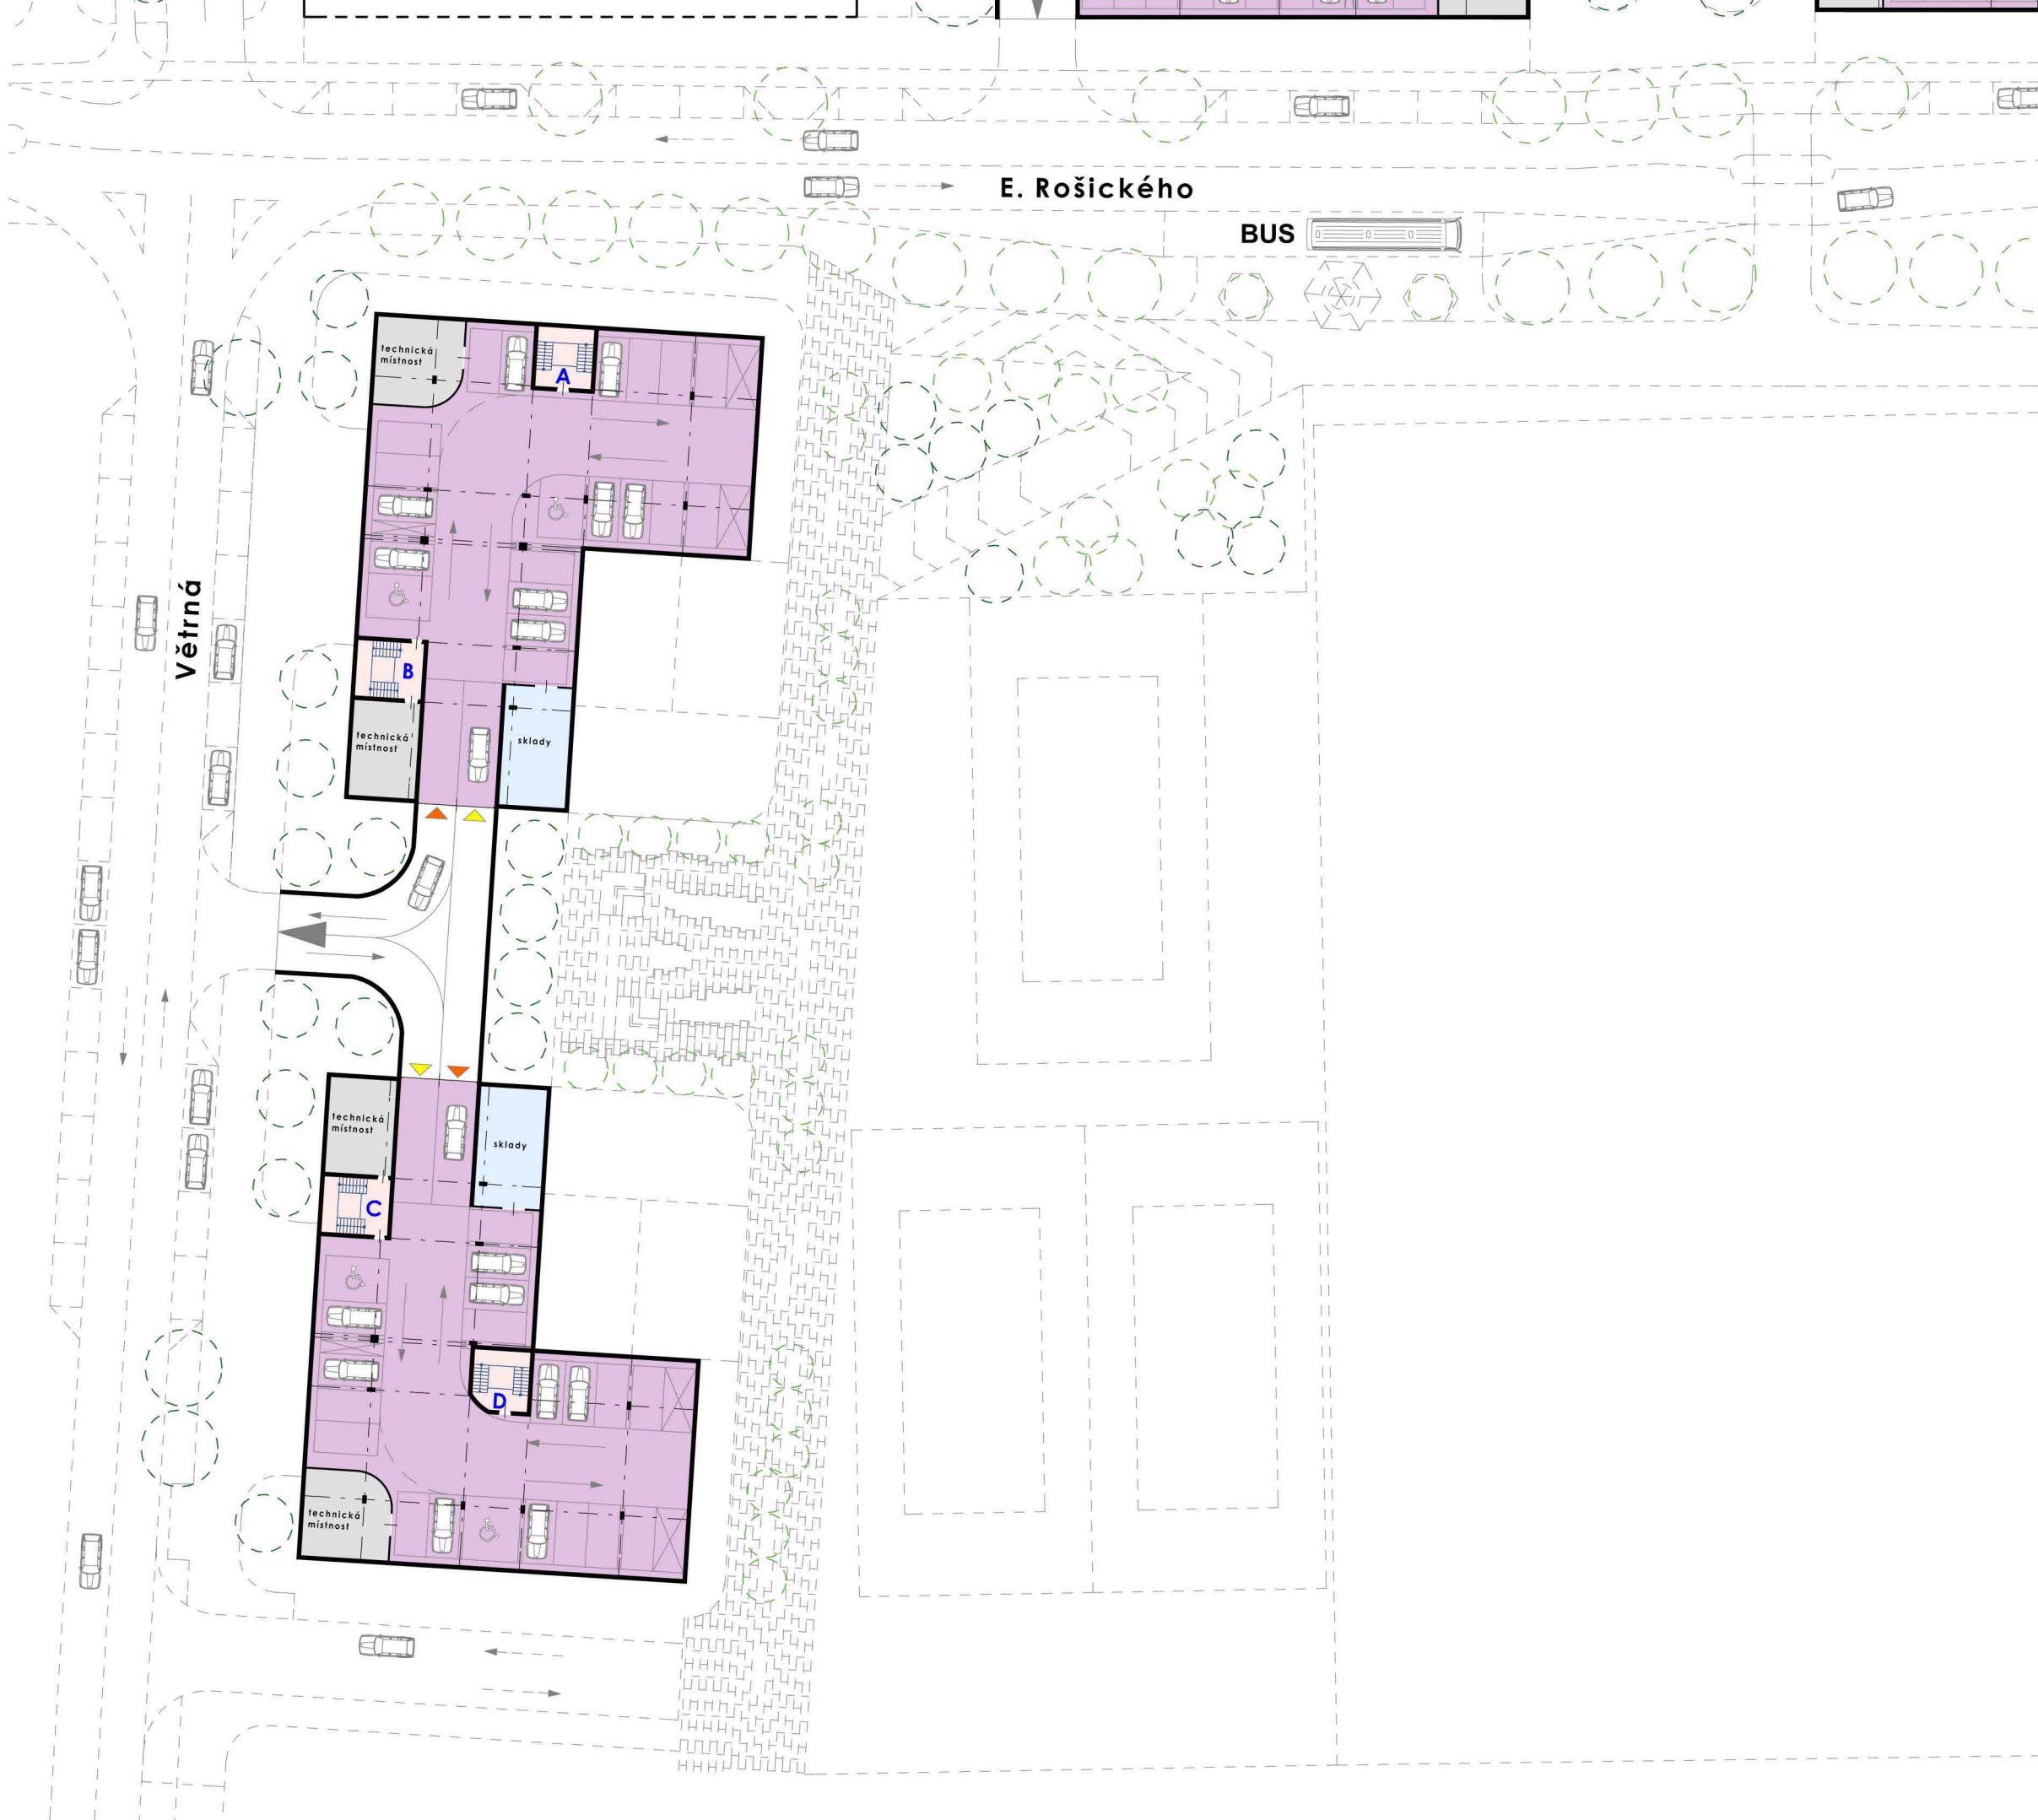 E. Rošického
BUS
technická
místnost
A
Větrná
B
technická
místnost
sklady
technická
místnost
sklady
C
D
technická
místnost